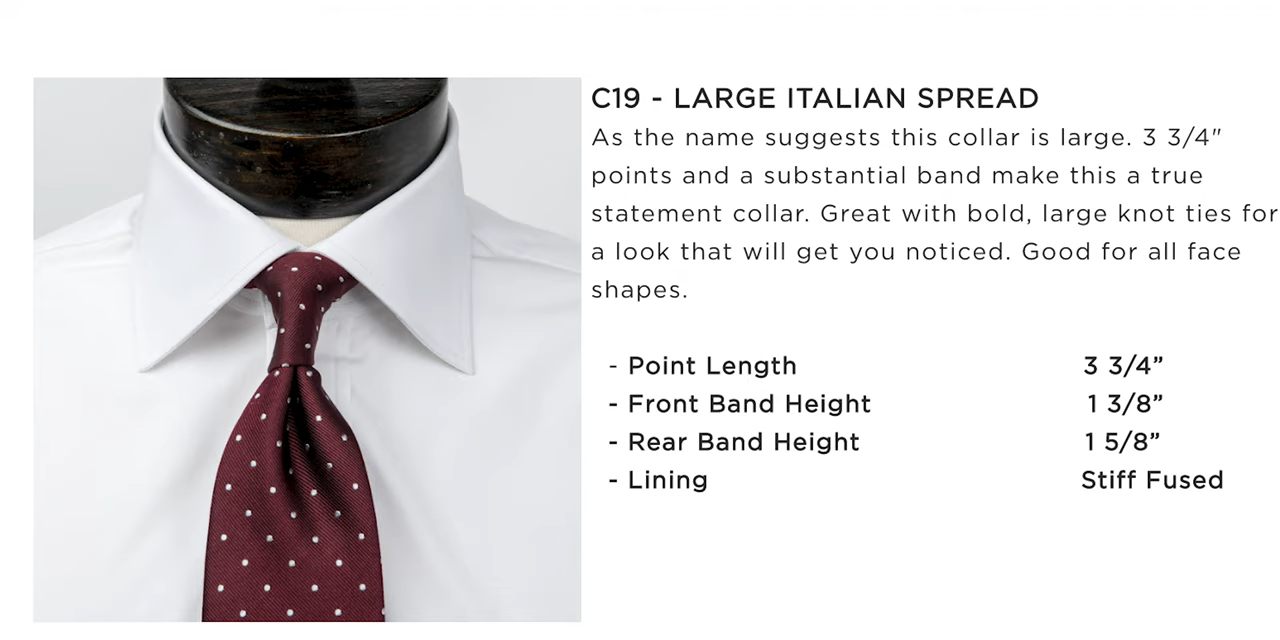 C19 - LARGE ITALIAN SPREAD
As the name suggests this collar is large. 3 3/4"
points and a substantial band make this a true
statement collar. Great with bold, large knot ties for
a look that will get you noticed. Good for all face
shapes.
- Point Length 3 3/4”
- Front Band Height 1 3/8”
- Rear Band Height 1 5/8”
- Lining Stiff Fused